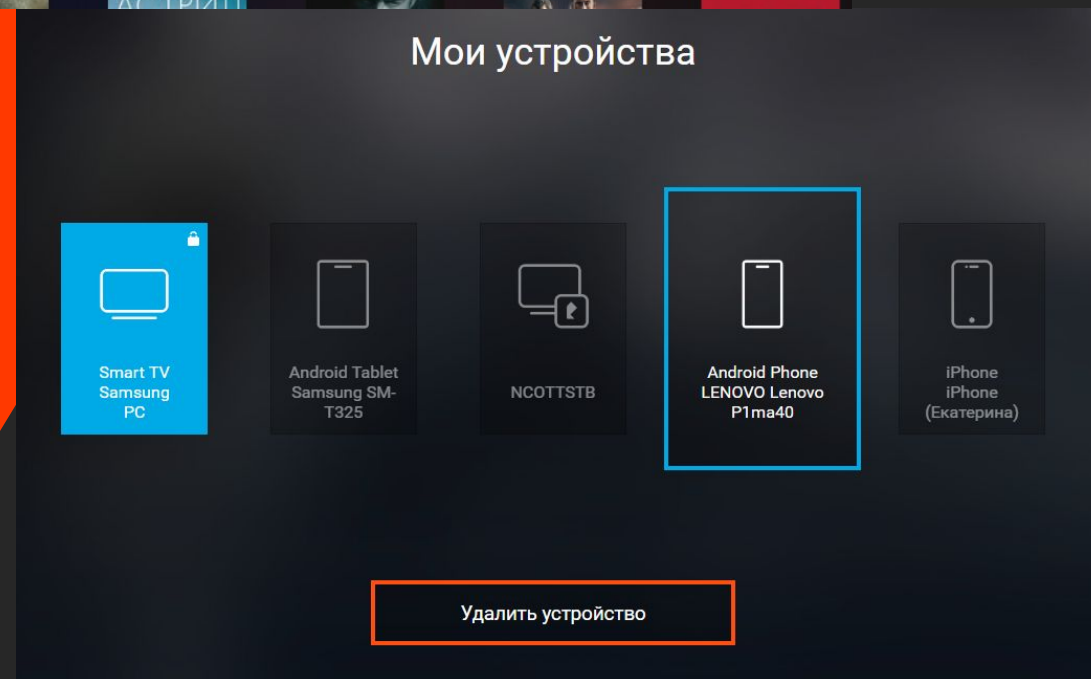 Мои устройства
Smart TV
Samsung
PC
Android Tablet
Samsung SM-
T325
NCOTTSTB
Android Phone
LENOVO Lenovo
P1ma40
iPhone
iPhone
(Екатерина)
Удалить устройство